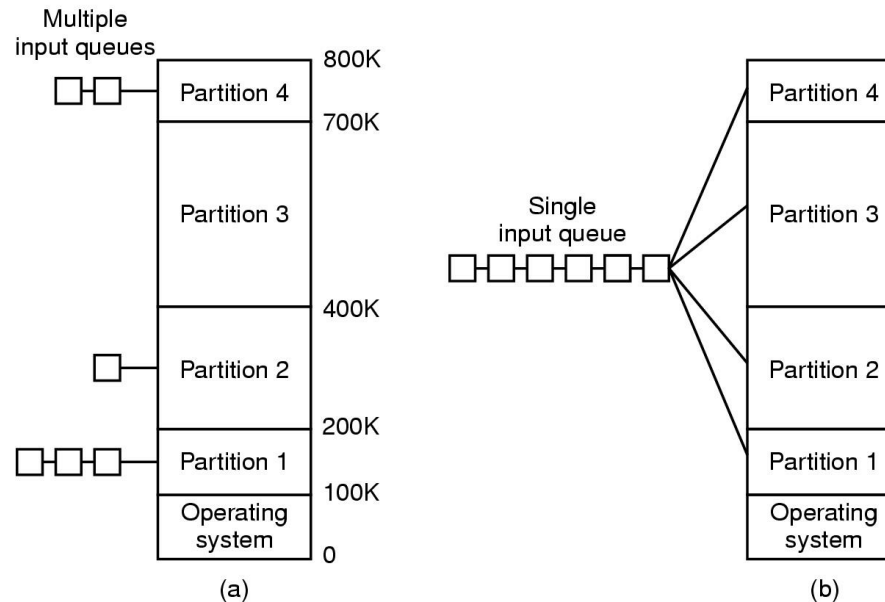 Multiple
input queues
800K
Partition 4
700K
Partition 3
400K
Partition 2
200K
Partition 1
100K
Operating
system
0
(a)
Single
input queue
Partition 4
Partition 3
Partition 2
Partition 1
Operating
system
(b)